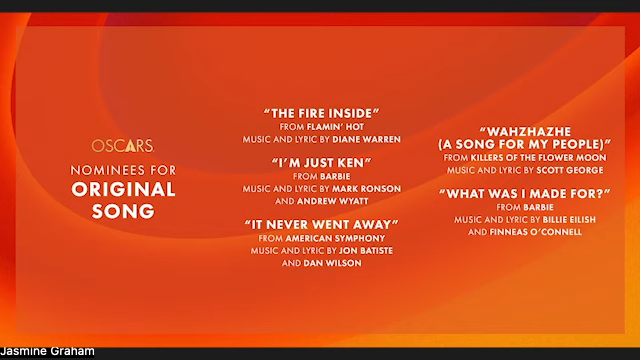 OSCARS
NOMINEES FOR
ORIGINAL
SONG
“THE FIRE INSIDE”
FROM FLAMIN’ HOT
MUSIC AND LYRIC BY DIANE WARREN
“I’M JUST KEN”
FROM BARBIE
MUSIC AND LYRIC BY MARK RONSON
AND ANDREW WYATT
“IT NEVER WENT AWAY”
FROM AMERICAN SYMPHONY
MUSIC AND LYRIC BY JON BATISTE
AND DAN WILSON
“WAHZHAZHE
(A SONG FOR MY PEOPLE)”
FROM KILLERS OF THE FLOWER MOON
MUSIC AND LYRIC BY SCOTT GEORGE
“WHAT WAS I MADE FOR?”
FROM BARBIE
MUSIC AND LYRIC BY BILLIE EILISH
AND FINNEAS O’CONNELL
Jasmine Graham